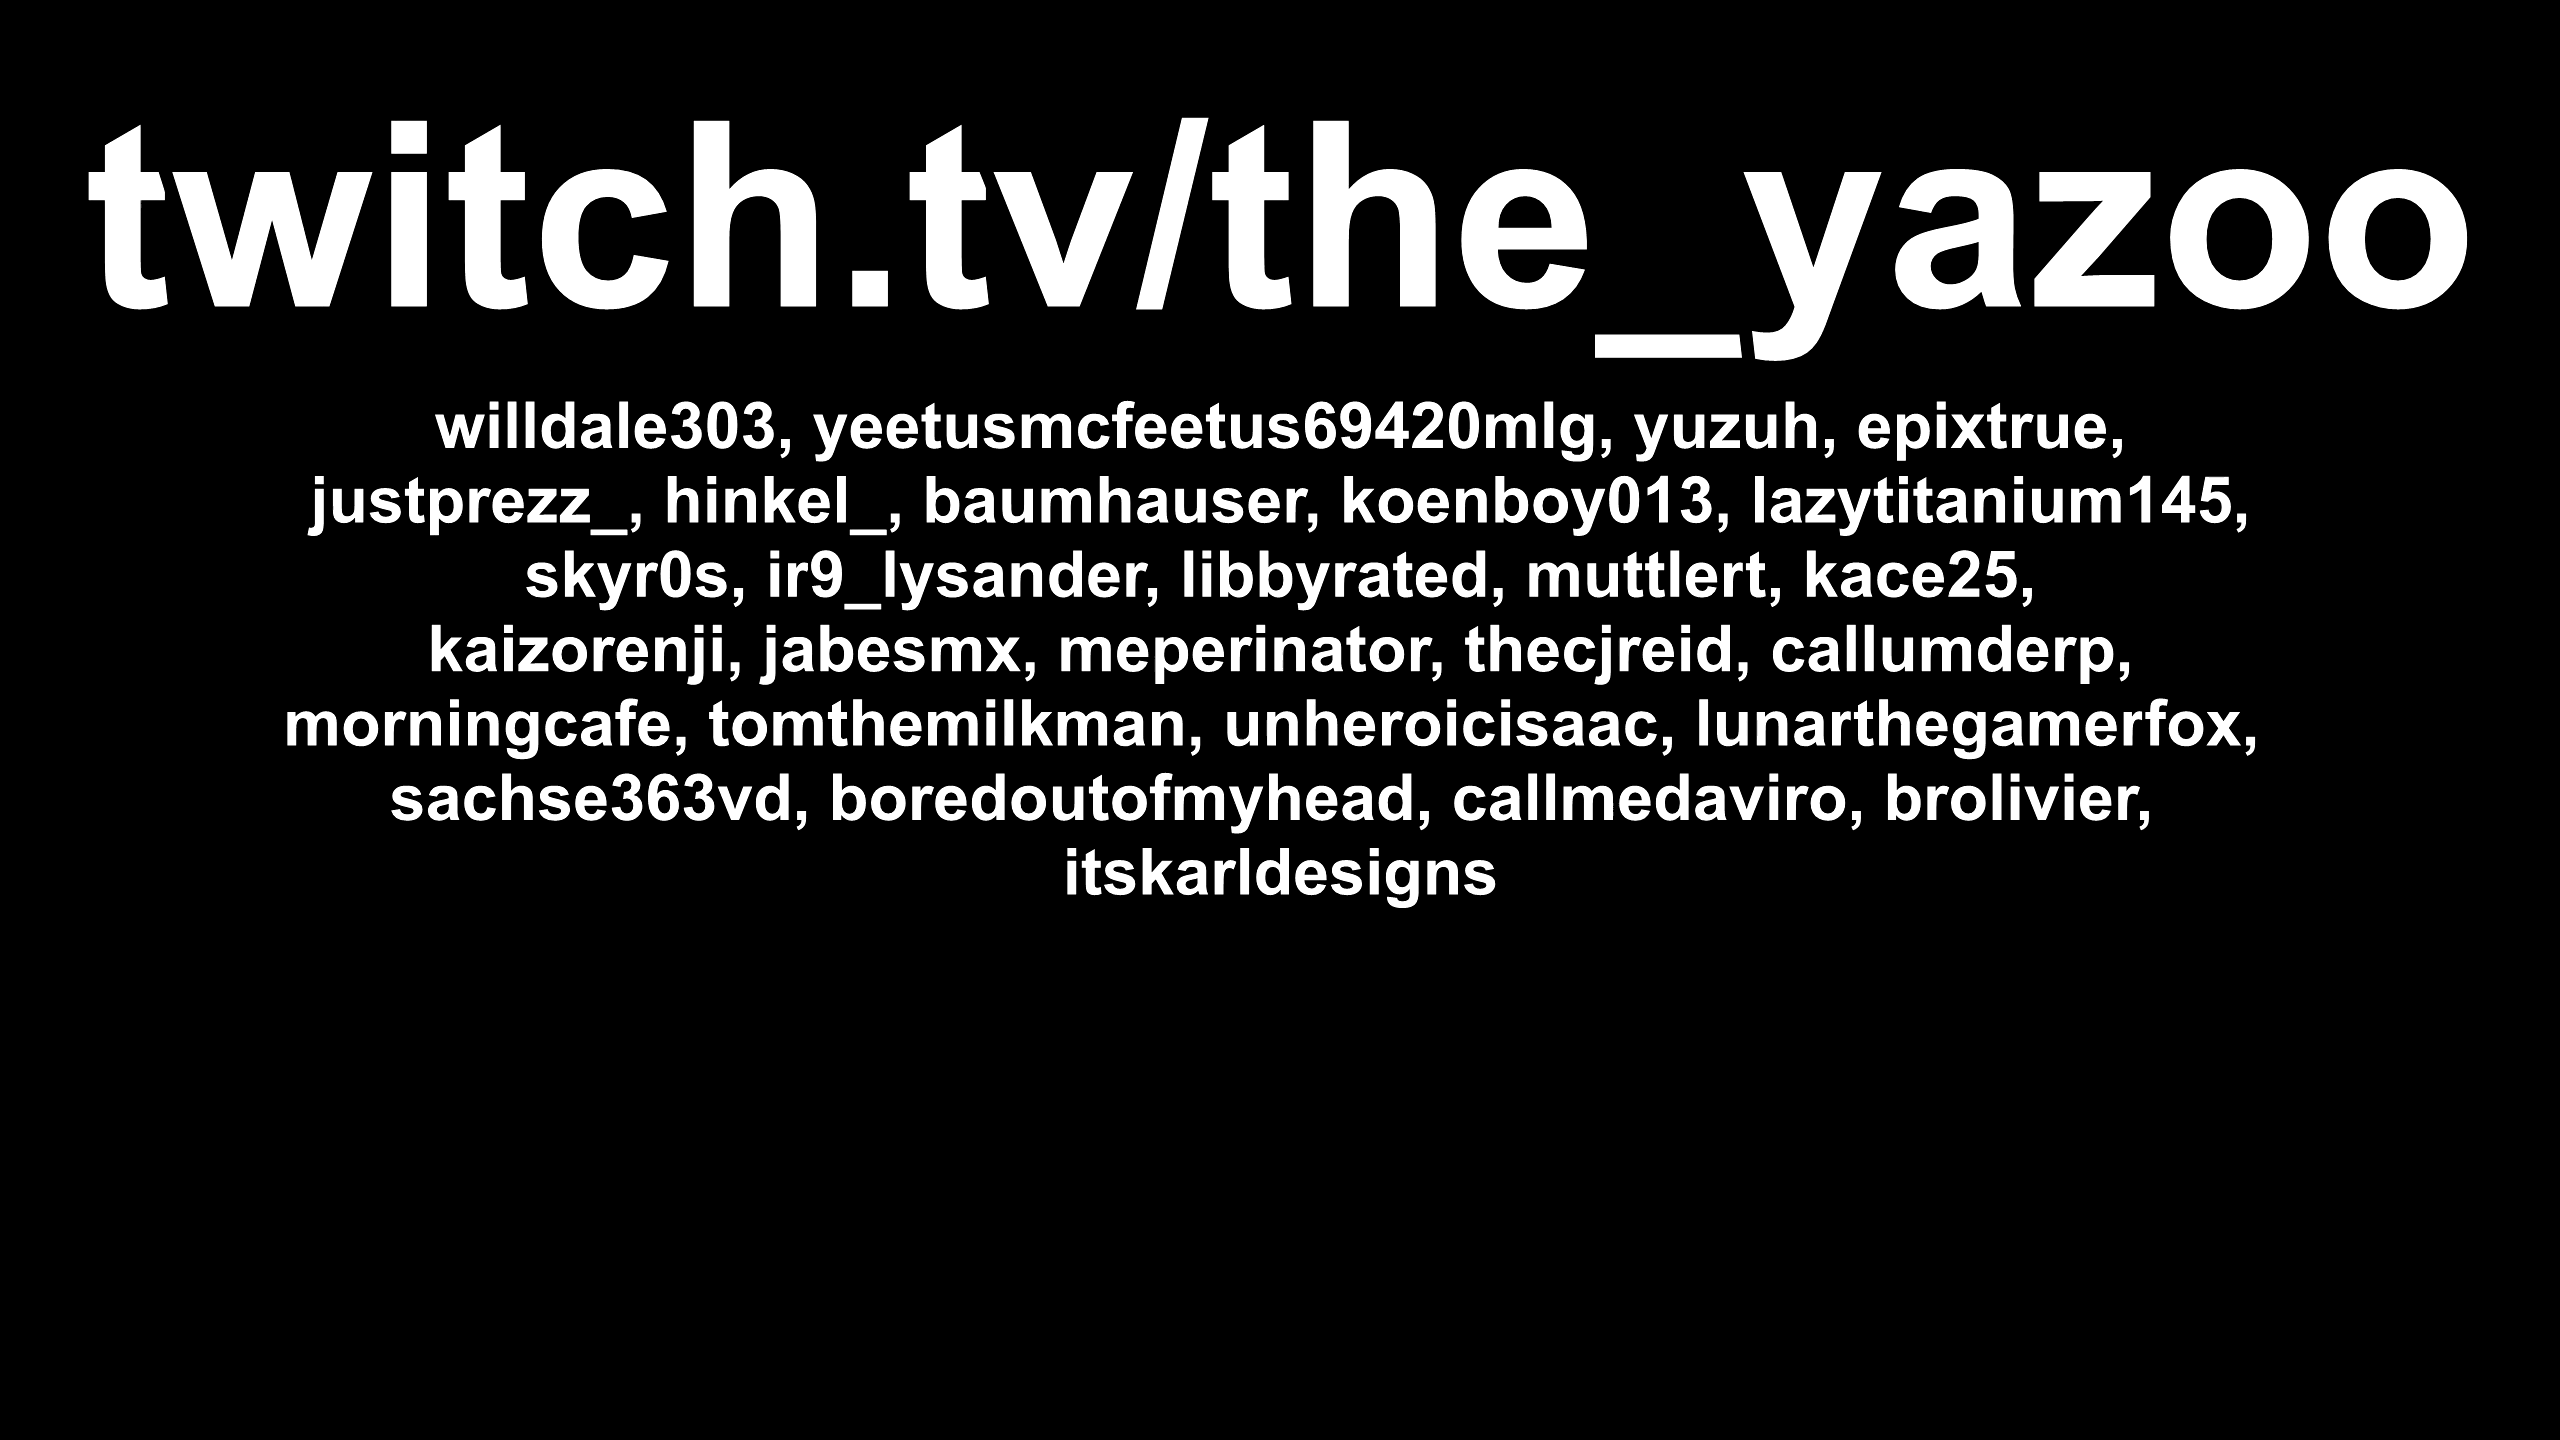 twitch.tv/the_yazoo
willdale303, yeetusmcfeetus69420mlg, yuzuh, epixtrue,
justprezz_, hinkel_, baumhauser, koenboy013, lazytitanium145,
skyr0s, ir9_lysander, libbyrated, muttlert, kace25,
kaizorenji, jabesmx, meperinator, thecjreid, callumderp,
morningcafe, tomthemilkman, unheroicisaac, lunarthegamerfox,
sachse363vd, boredoutofmyhead, callmedaviro, brolivier,
itskarldesigns